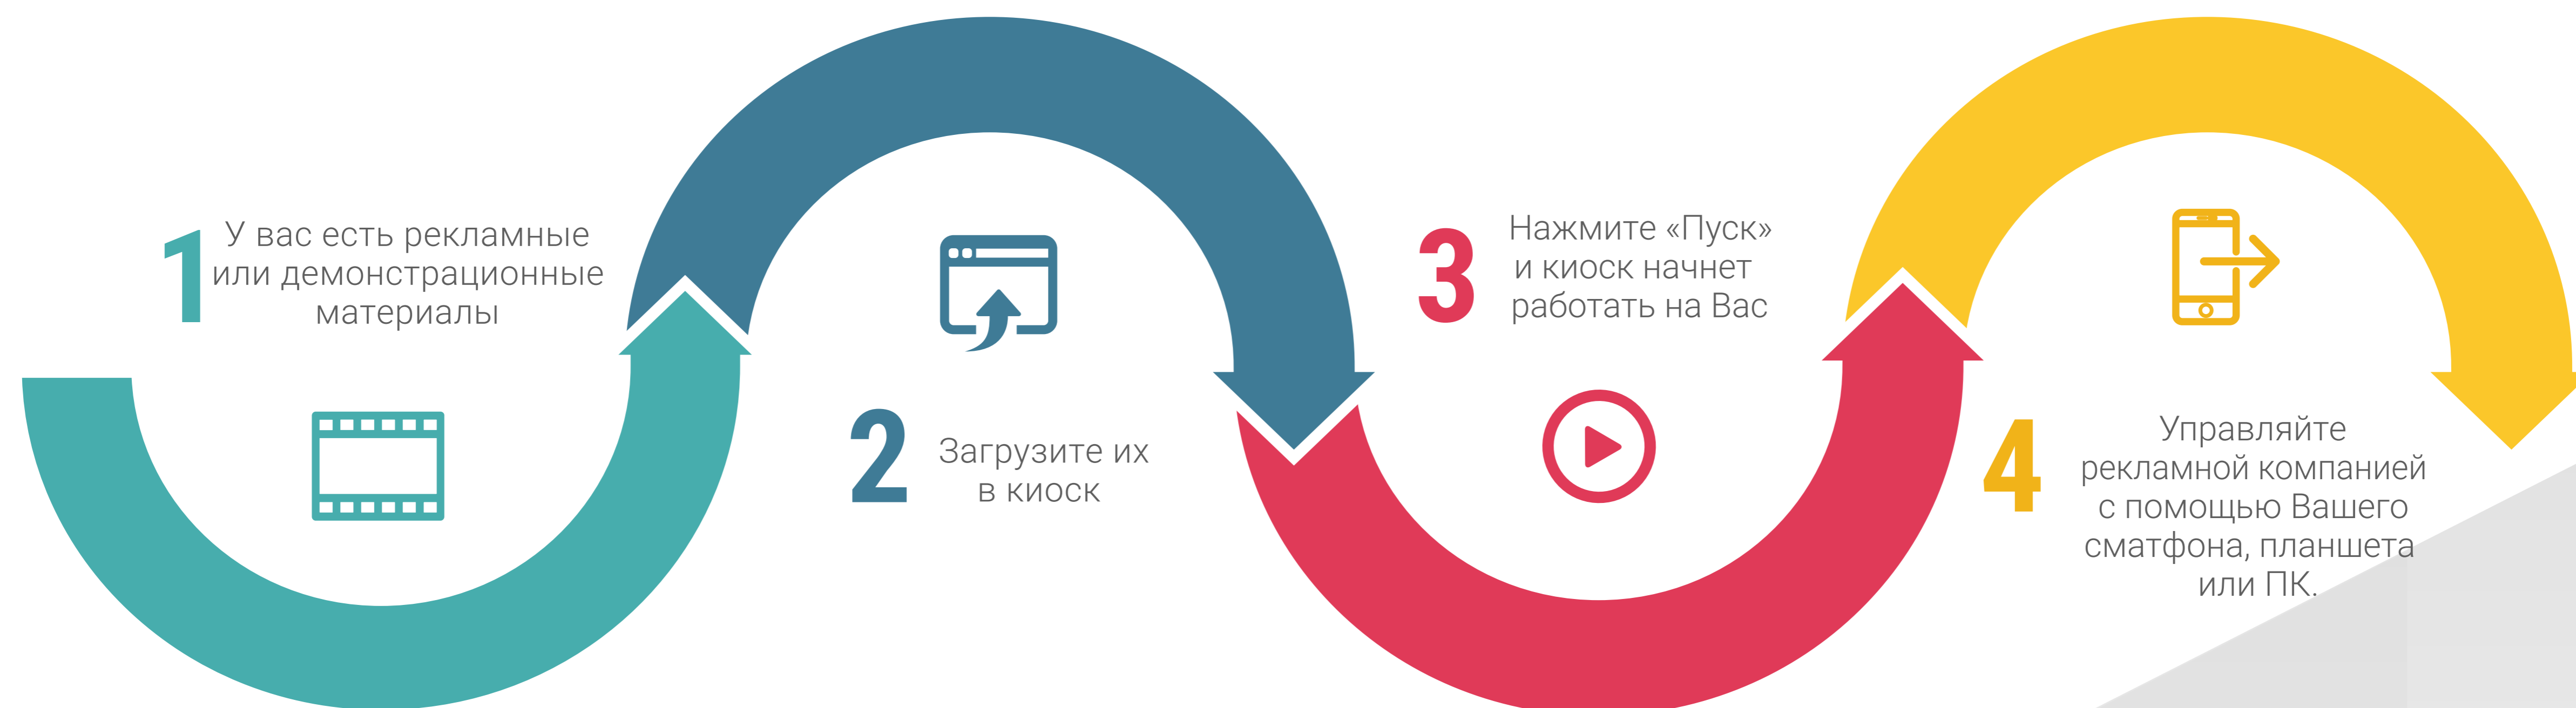 1
У вас есть рекламные
или демонстрационные
материалы
2
Загрузите их
в киоск
3
Нажмите «Пуск»
и киоск начнет
работать на Вас
4
Управляйте
рекламной компанией
с помощью Вашего
сматфона, планшета
или ПК.